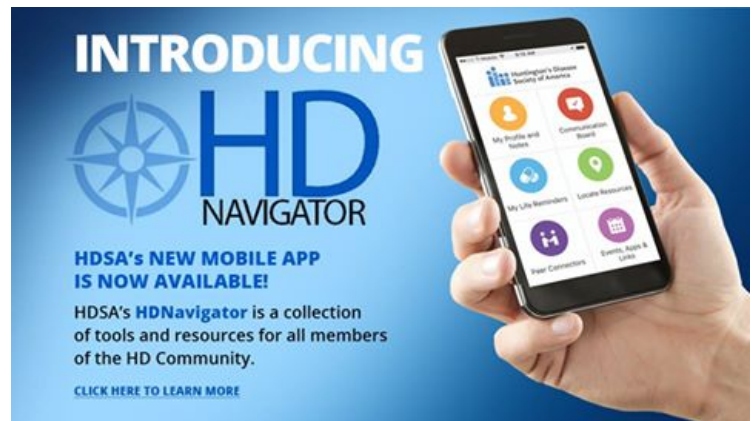 INTRODUCING
HD
NAVIGATOR
HDSA's NEW MOBILE APP
IS NOW AVAILABLE!
HDSA's HDNavigator is a collection
of tools and resources for all members
of the HD Community.
CLICK HERE TO LEARN MORE
Huntington's Disease
Society of America
My Profile and
Notes
Communication
Board
My Life Reminders
Locate Resources
Peer Connectors
Events, Apps &
Links